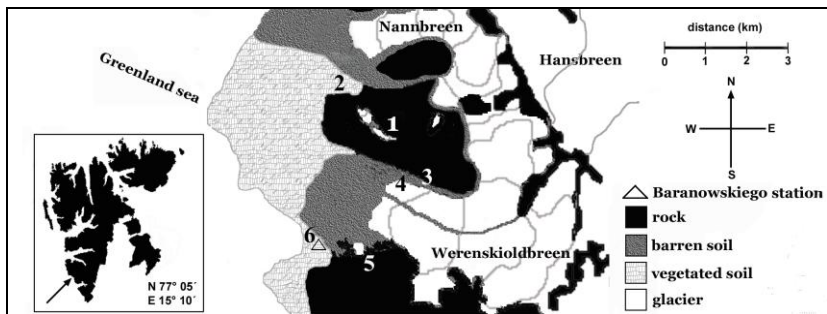 Nannbreen
distance (km)
0 1 2 3
Greenland sea
Hansbreen
2
1
N
W E
S
3
4
Baranowskiego station
rock
6
barren soil
Werenskioldbreen
5
vegetated soil
N 77° 05´
E 15° 10´
glacier